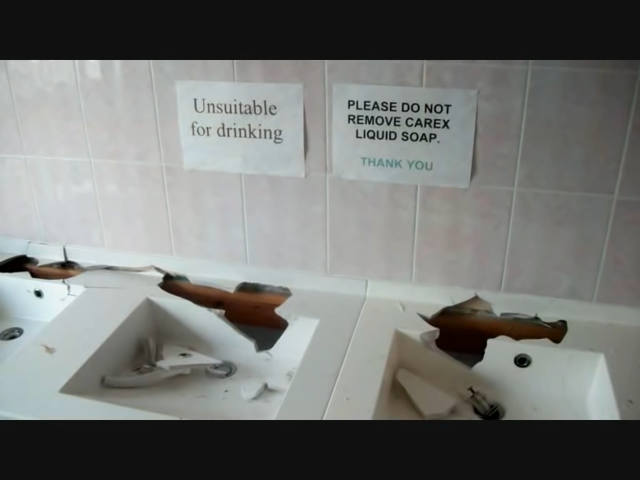 Unsuitable
for drinking
PLEASE DO NOT
REMOVE CAREX
LIQUID SOAP.
THANK YOU